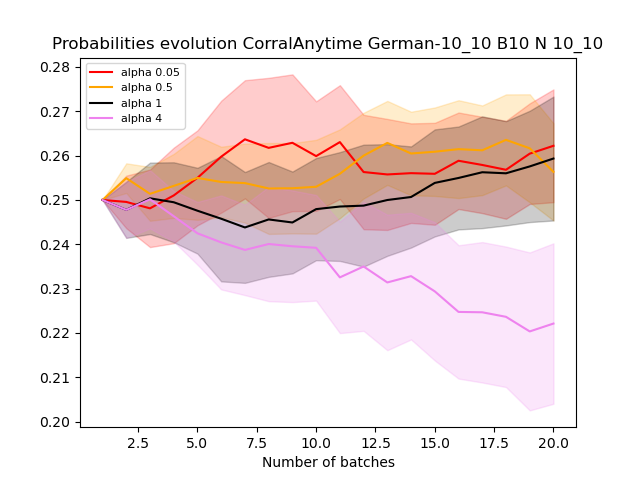 Probabilities evolution CorralAnytime German-10_10 B10 N 10_10
0.28
0.27
0.26
0.25
0.24
0.23
0.22
0.21
0.20
alpha 0.05
alpha 0.5
alpha 1
alpha 4
2.5 5.0 7.5 10.0 12.5 15.0 17.5 20.0
Number of batches